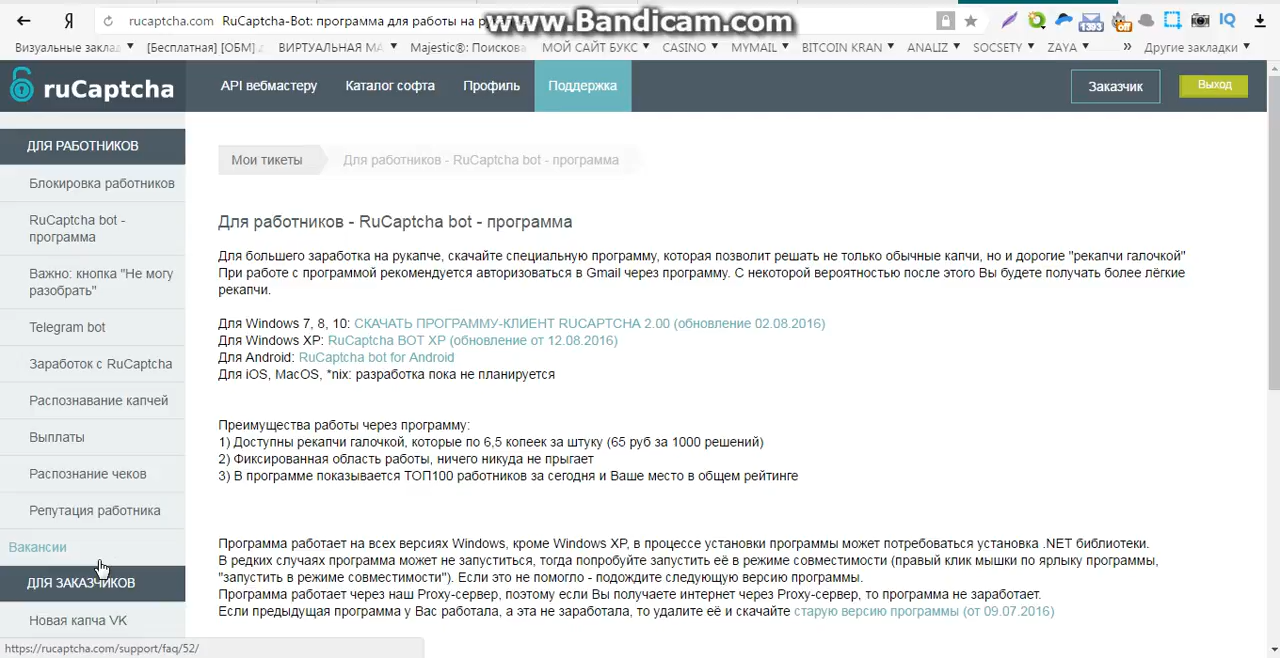 Я rucaptcha.com RuCaptcha-Bot: программа для работы на р
www.Bandicam.com
1393 off IQ
Визуальные заклад [Бесплатная] [ОБМ] ВИРТУАЛЬНАЯ МА Majestic®: Поискова МОЙ САЙТ БУКС CASINO MYMAIL BITCOIN KRAN ANALIZ SOCSETY ZAYA » Другие закладки
ruCaptcha API вебмастеру Каталог софта Профиль Поддержка Заказчик Выход
ДЛЯ РАБОТНИКОВ
Блокировка работников
RuCaptcha bot -
программа
Важно: кнопка "Не могу
разобрать"
Telegram bot
Заработок с RuCaptcha
Распознавание капчей
Выплаты
Распознание чеков
Репутация работника
Вакансии
ДЛЯ ЗАКАЗЧИКОВ
Новая капча VK
Мои тикеты Для работников - RuCaptcha bot - программа
Для работников - RuCaptcha bot - программа
Для большего заработка на рукапче, скачайте специальную программу, которая позволит решать не только обычные капчи, но и дорогие "рекапчи галочкой"
При работе с программой рекомендуется авторизоваться в Gmail через программу. С некоторой вероятностью после этого Вы будете получать более лёгкие
рекапчи.
Для Windows 7, 8, 10: СКАЧАТЬ ПРОГРАММУ-КЛИЕНТ RUCAPTCHA 2.00 (обновление 02.08.2016)
Для Windows XP: RuCaptcha BOT XP (обновление от 12.08.2016)
Для Android: RuCaptcha bot for Android
Для iOS, MacOS, *nix: разработка пока не планируется
Преимущества работы через программу:
1) Доступны рекапчи галочкой, которые по 6,5 копеек за штуку (65 руб за 1000 решений)
2) Фиксированная область работы, ничего никуда не прыгает
3) В программе показывается ТОП100 работников за сегодня и Ваше место в общем рейтинге
Программа работает на всех версиях Windows, кроме Windows XP, в процессе установки программы может потребоваться установка .NET библиотеки.
В редких случаях программа может не запуститься, тогда попробуйте запустить её в режиме совместимости (правый клик мышки по ярлыку программы,
"запустить в режиме совместимости"). Если это не помогло - подождите следующую версию программы.
Программа работает через наш Proxy-сервер, поэтому если Вы получаете интернет через Proxy-сервер, то программа не заработает.
Если предыдущая программа у Вас работала, а эта не заработала, то удалите её и скачайте старую версию программы (от 09.07.2016)
https://rucaptcha.com/support/faq/52/